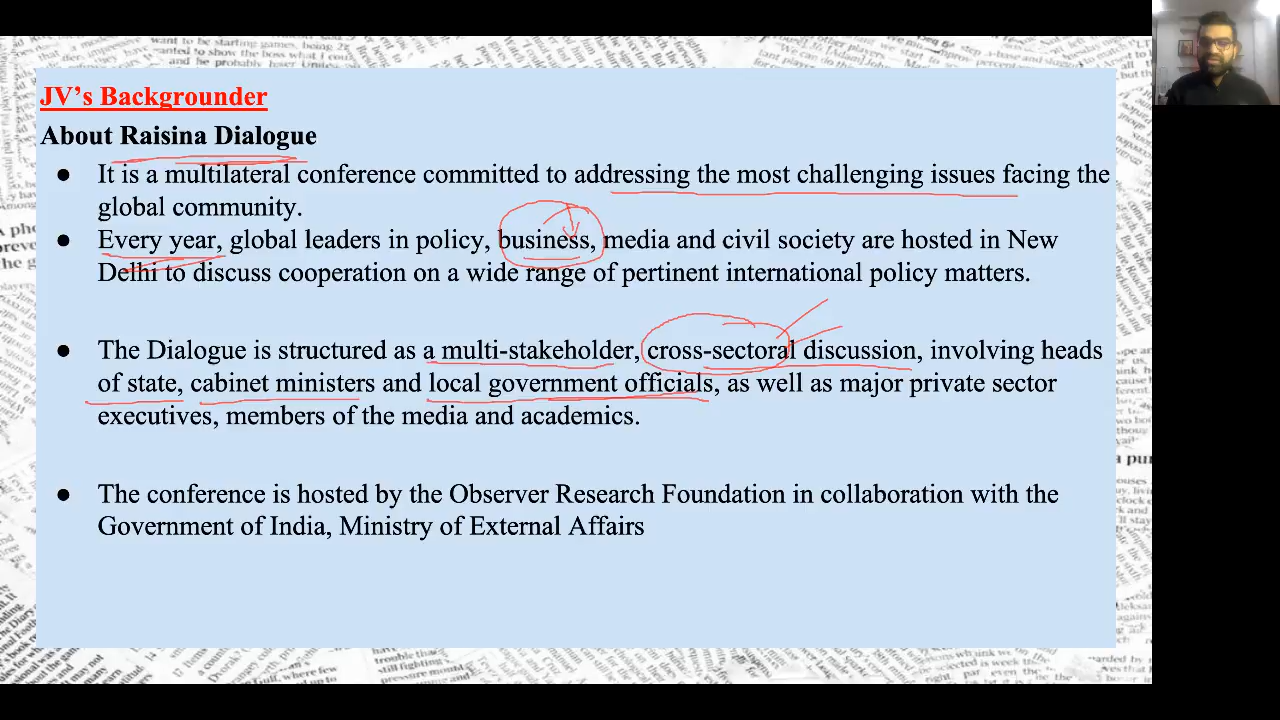 JV's Backgrounder
About Raisina Dialogue
● It is a multilateral conference committed to addressing the most challenging issues facing the
global community.
● Every year, global leaders in policy, business, media and civil society are hosted in New
Delhi to discuss cooperation on a wide range of pertinent international policy matters.
● The Dialogue is structured as a multi-stakeholder, cross-sectoral discussion, involving heads
of state, cabinet ministers and local government officials, as well as major private sector
executives, members of the media and academics.
● The conference is hosted by the Observer Research Foundation in collaboration with the
Government of India, Ministry of External Affairs